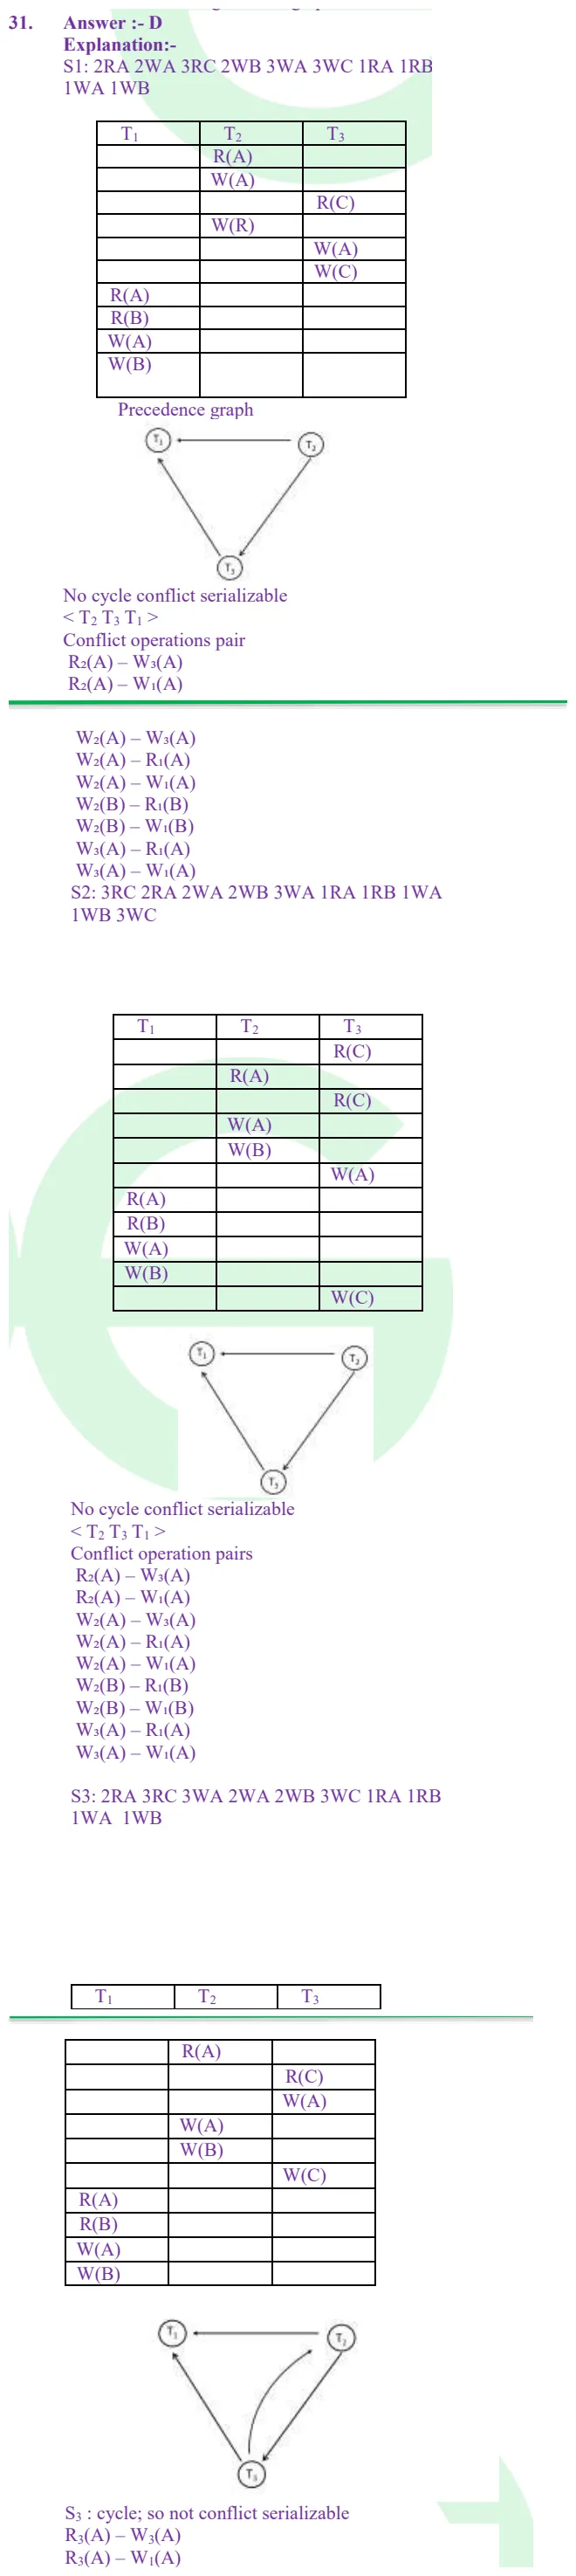 31. Answer :- D
Explanation:-
S1: 2RA 2WA 3RC 2WB 3WA 3WC 1RA 1RB
1WA 1WB
T₁ T₂ T₃
R(A)
W(A)
R(C)
W(R)
W(A)
W(C)
R(A)
R(B)
W(A)
W(B)
Precedence graph
T₁ T₂
T₃
No cycle conflict serializable
< T₂ T₃ T₁ >
Conflict operations pair
R₂(A) – W₃(A)
R₂(A) – W₁(A)
W₂(A) – W₃(A)
W₂(A) – R₁(A)
W₂(A) – W₁(A)
W₂(B) – R₁(B)
W₂(B) – W₁(B)
W₃(A) – R₁(A)
W₃(A) – W₁(A)
S2: 3RC 2RA 2WA 2WB 3WA 1RA 1RB 1WA
1WB 3WC
T₁ T₂ T₃
R(C)
R(A)
R(C)
W(A)
W(B)
W(A)
R(A)
R(B)
W(A)
W(B)
W(C)
T₁ T₂
T₃
No cycle conflict serializable
< T₂ T₃ T₁ >
Conflict operation pairs
R₂(A) – W₃(A)
R₂(A) – W₁(A)
W₂(A) – W₃(A)
W₂(A) – R₁(A)
W₂(A) – W₁(A)
W₂(B) – R₁(B)
W₂(B) – W₁(B)
W₃(A) – R₁(A)
W₃(A) – W₁(A)
S3: 2RA 3RC 3WA 2WA 2WB 3WC 1RA 1RB
1WA 1WB
T₁ T₂ T₃
R(A)
R(C)
W(A)
W(A)
W(B)
W(C)
R(A)
R(B)
W(A)
W(B)
T₁ T₂
T₃
S₃ : cycle; so not conflict serializable
R₃(A) – W₃(A)
R₃(A) – W₁(A)